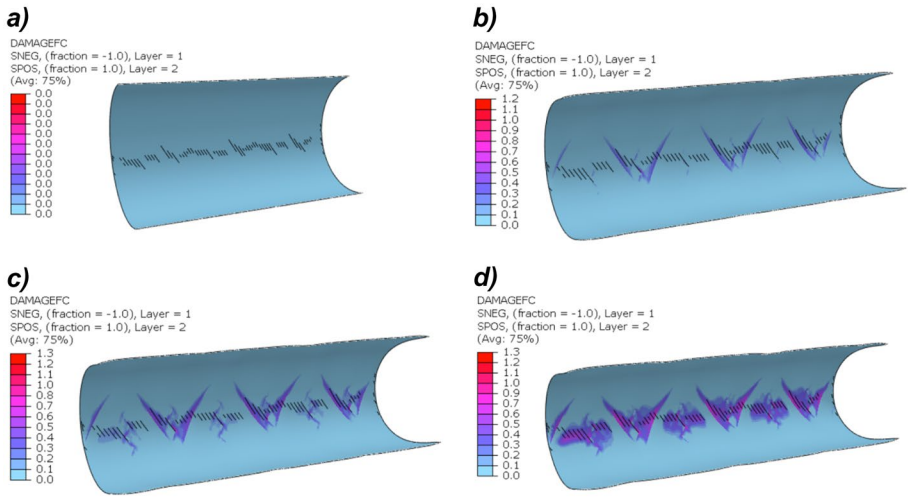 a)
DAMAGEFC
SNEG, (fraction = -1.0), Layer = 1
SPOS, (fraction = 1.0), Layer = 2
(Avg: 75%)
0.0
0.0
0.0
0.0
0.0
0.0
0.0
0.0
0.0
0.0
0.0
0.0
0.0
b)
DAMAGEFC
SNEG, (fraction = -1.0), Layer = 1
SPOS, (fraction = 1.0), Layer = 2
(Avg: 75%)
1.2
1.1
1.0
0.9
0.8
0.7
0.6
0.5
0.4
0.3
0.2
0.1
0.0
c)
DAMAGEFC
SNEG, (fraction = -1.0), Layer = 1
SPOS, (fraction = 1.0), Layer = 2
(Avg: 75%)
1.3
1.2
1.1
1.0
0.9
0.8
0.6
0.5
0.4
0.3
0.2
0.1
0.0
d)
DAMAGEFC
SNEG, (fraction = -1.0), Layer = 1
SPOS, (fraction = 1.0), Layer = 2
(Avg: 75%)
1.3
1.2
1.1
1.0
0.9
0.8
0.7
0.5
0.4
0.3
0.2
0.1
0.0